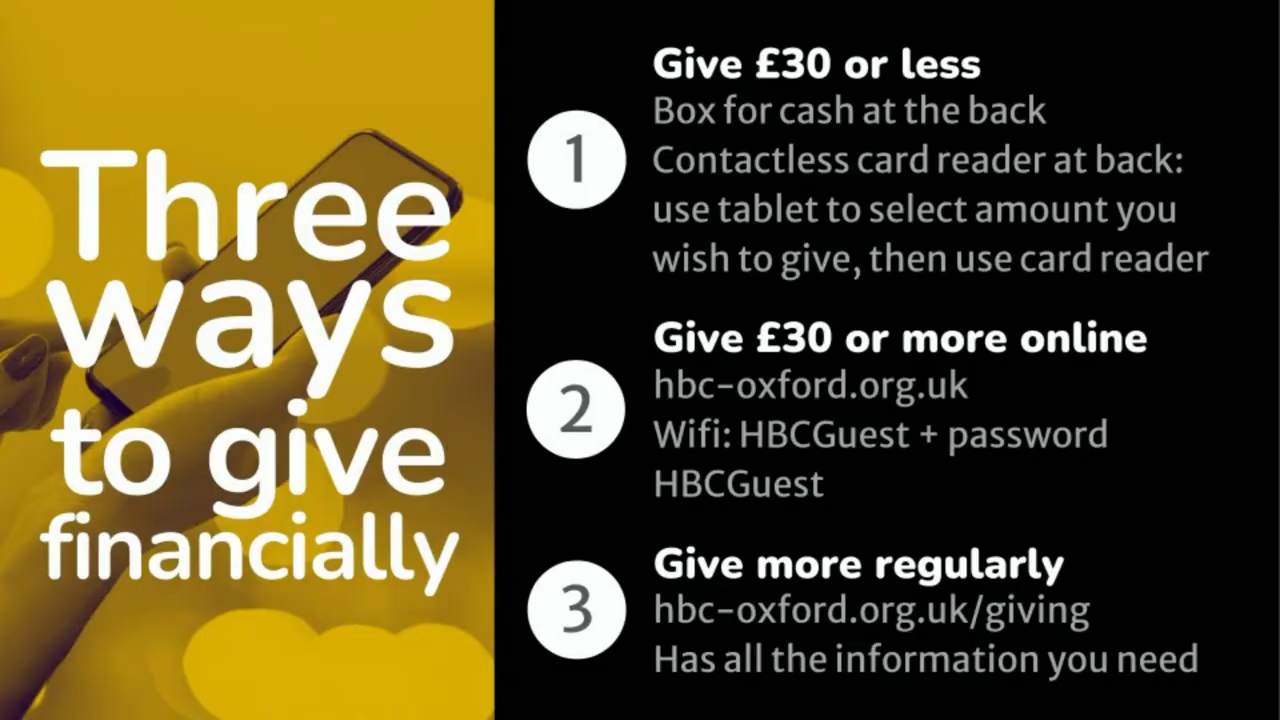 Three
ways
to give
financially
1
Give £30 or less
Box for cash at the back
Contactless card reader at back:
use tablet to select amount you
wish to give, then use card reader
2
Give £30 or more online
hbc-oxford.org.uk
Wifi: HBCGuest + password
HBCGuest
3
Give more regularly
hbc-oxford.org.uk/giving
Has all the information you need